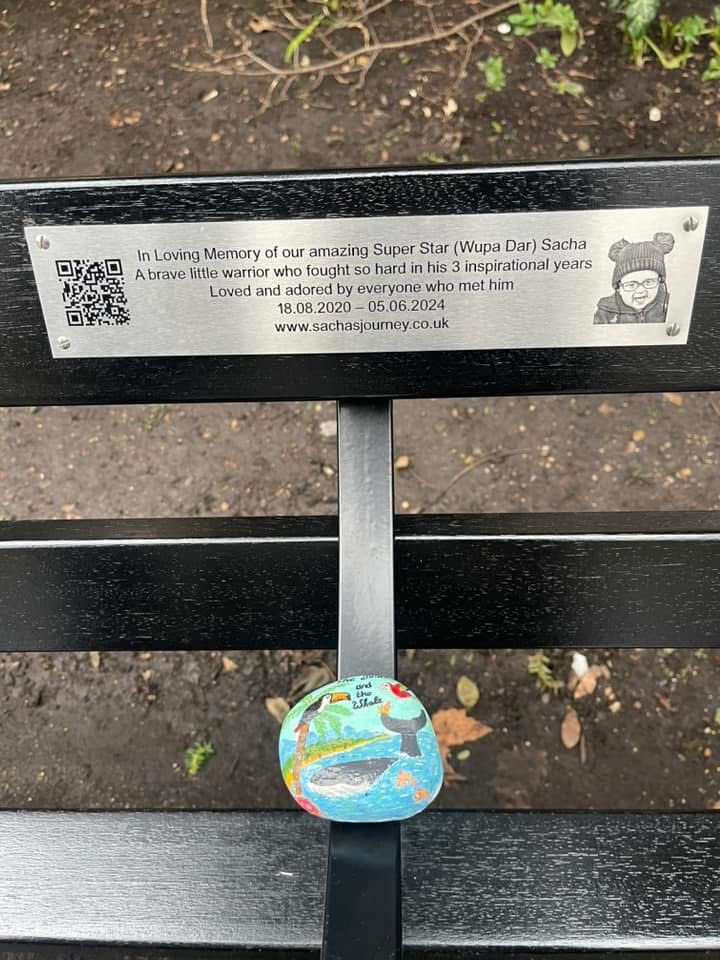 In Loving Memory of our amazing Super Star (Wupa Dar) Sacha
A brave little warrior who fought so hard in his 3 inspirational years
Loved and adored by everyone who met him
18.08.2020 – 05.06.2024
www.sachasjourney.co.uk
and
the
Whale